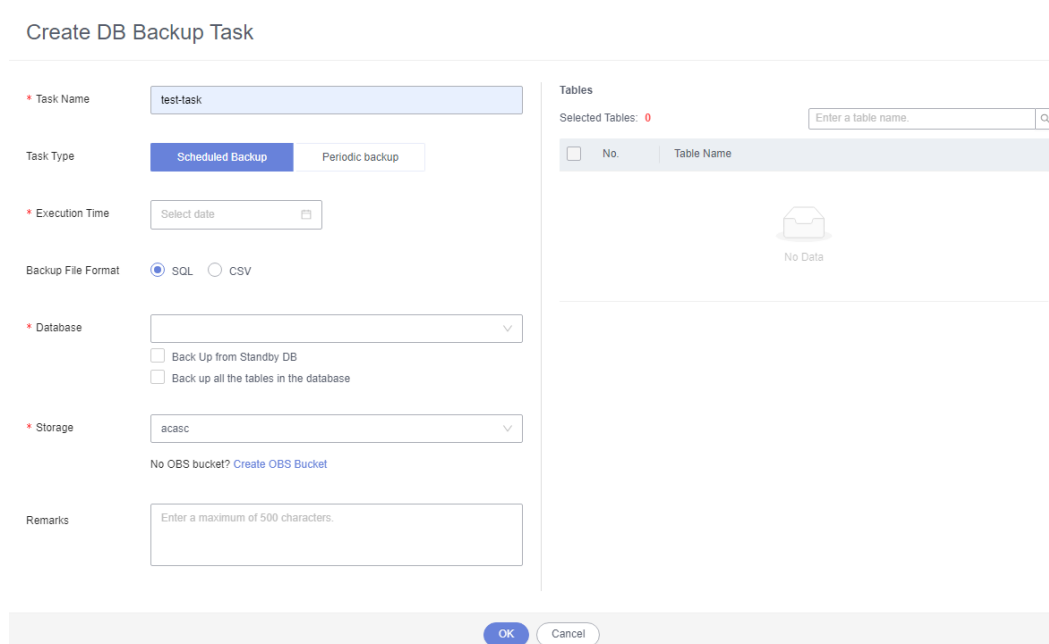 Create DB Backup Task
* Task Name
test-task
Task Type
Scheduled Backup
Periodic backup
* Execution Time
Select date
Backup File Format
SQL
CSV
* Database
Back Up from Standby DB
Back up all the tables in the database
* Storage
acasc
No OBS bucket? Create OBS Bucket
Remarks
Enter a maximum of 500 characters.
Tables
Selected Tables: 0
Enter a table name.
No.
Table Name
No Data
OK
Cancel